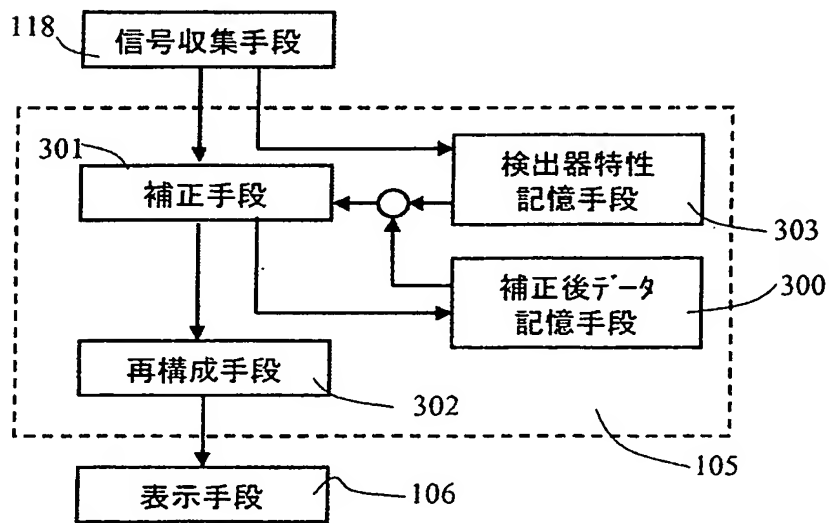 118
信号収集手段
301
補正手段
検出器特性
記憶手段
303
補正後データ
記憶手段
300
再構成手段
302
105
表示手段
106